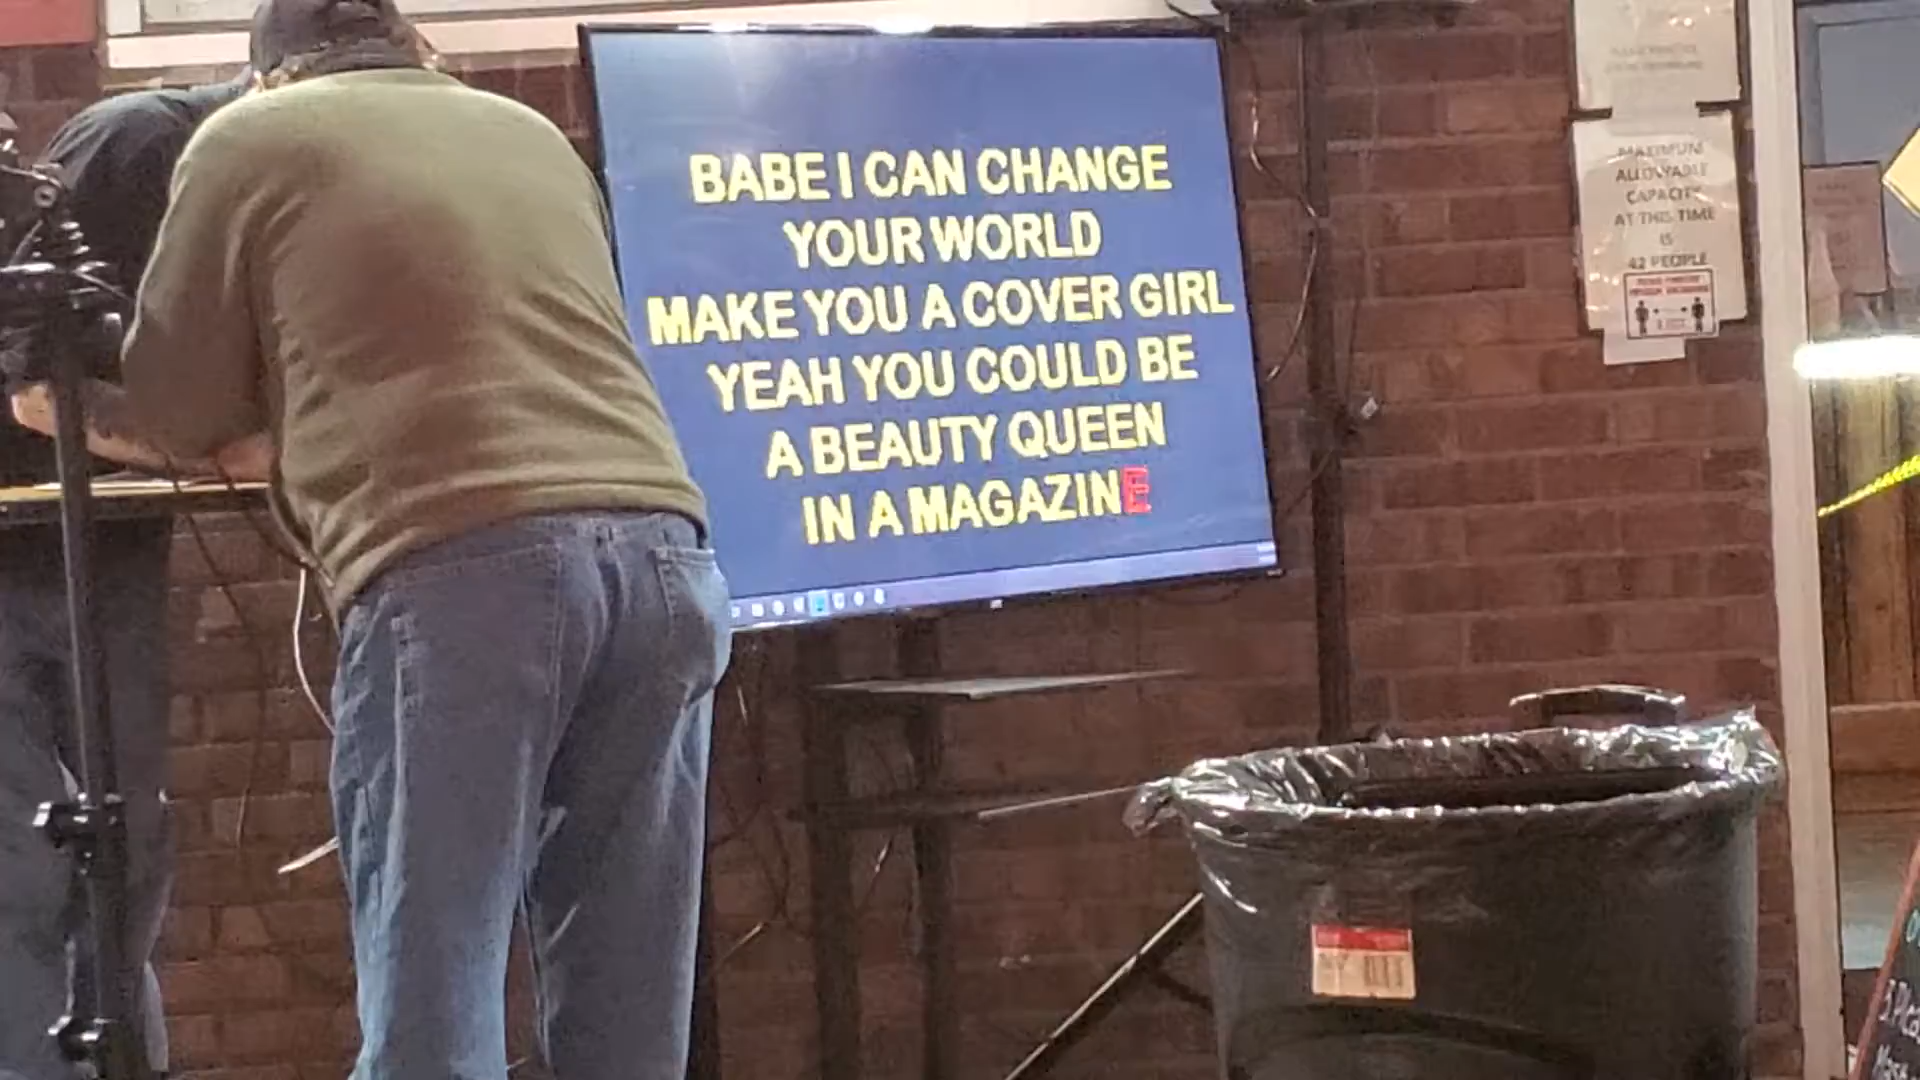 BABE I CAN CHANGE
YOUR WORLD
MAKE YOU A COVER GIRL
YEAH YOU COULD BE
A BEAUTY QUEEN
IN A MAGAZINE
MAXIMUM
ALLOWABLE
CAPACITY
AT THIS TIME
IS
42 PEOPLE